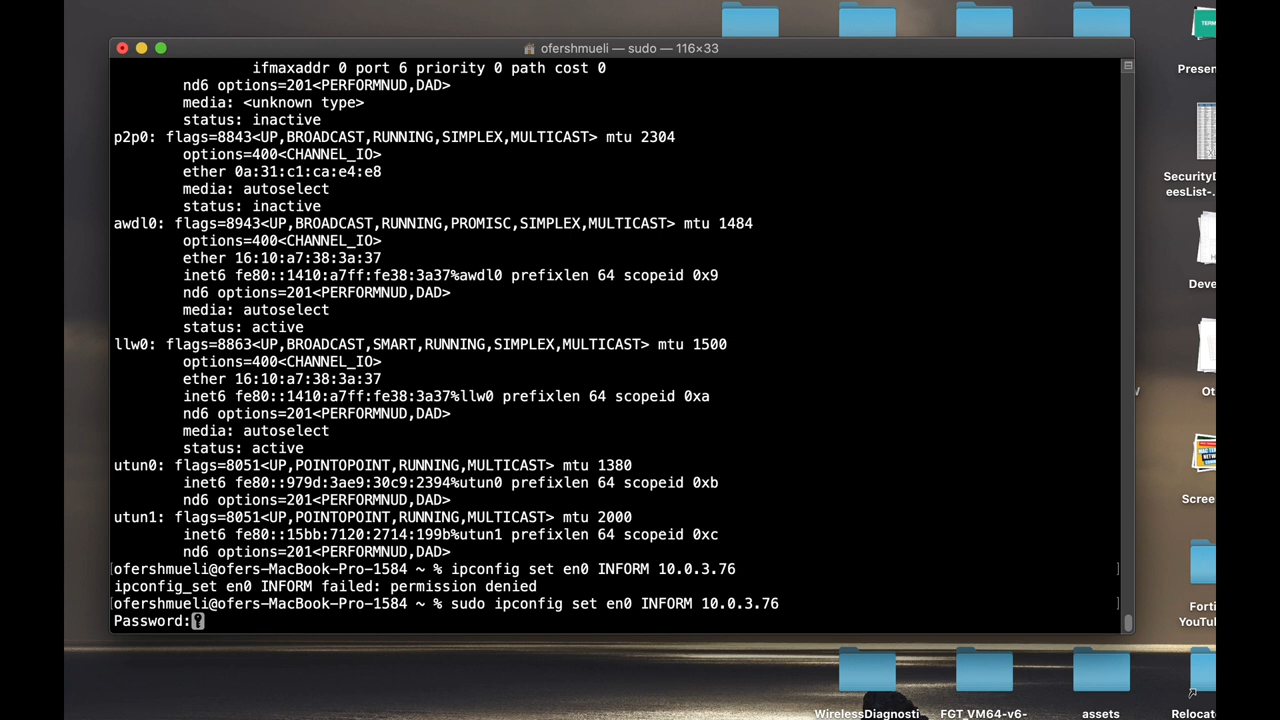 ofershmueli — sudo — 116×33
ifmaxaddr 0 port 6 priority 0 path cost 0
nd6 options=201<PERFORMNUD,DAD>
media: <unknown type>
status: inactive
p2p0: flags=8843<UP,BROADCAST,RUNNING,SIMPLEX,MULTICAST> mtu 2304
options=400<CHANNEL_IO>
ether 0a:31:c1:ca:e4:e8
media: autoselect
status: inactive
awdl0: flags=8943<UP,BROADCAST,RUNNING,PROMISC,SIMPLEX,MULTICAST> mtu 1484
options=400<CHANNEL_IO>
ether 16:10:a7:38:3a:37
inet6 fe80::1410:a7ff:fe38:3a37%awdl0 prefixlen 64 scopeid 0x9
nd6 options=201<PERFORMNUD,DAD>
media: autoselect
status: active
llw0: flags=8863<UP,BROADCAST,SMART,RUNNING,SIMPLEX,MULTICAST> mtu 1500
options=400<CHANNEL_IO>
ether 16:10:a7:38:3a:37
inet6 fe80::1410:a7ff:fe38:3a37%llw0 prefixlen 64 scopeid 0xa
nd6 options=201<PERFORMNUD,DAD>
media: autoselect
status: active
utun0: flags=8051<UP,POINTOPOINT,RUNNING,MULTICAST> mtu 1380
inet6 fe80::979d:3ae9:30c9:2394%utun0 prefixlen 64 scopeid 0xb
nd6 options=201<PERFORMNUD,DAD>
utun1: flags=8051<UP,POINTOPOINT,RUNNING,MULTICAST> mtu 2000
inet6 fe80::15bb:7120:2714:199b%utun1 prefixlen 64 scopeid 0xc
nd6 options=201<PERFORMNUD,DAD>
[ofershmueli@ofers-MacBook-Pro-1584 ~ % ipconfig set en0 INFORM 10.0.3.76 ]
ipconfig_set en0 INFORM failed: permission denied
[ofershmueli@ofers-MacBook-Pro-1584 ~ % sudo ipconfig set en0 INFORM 10.0.3.76 ]
Password:
TERM
Presen
SecurityD
eesList-.
Deve
Ot
Scree
Forti
YouTu
WirelessDiagnosti-
FGT_VM64-v6-
assets
Relocat